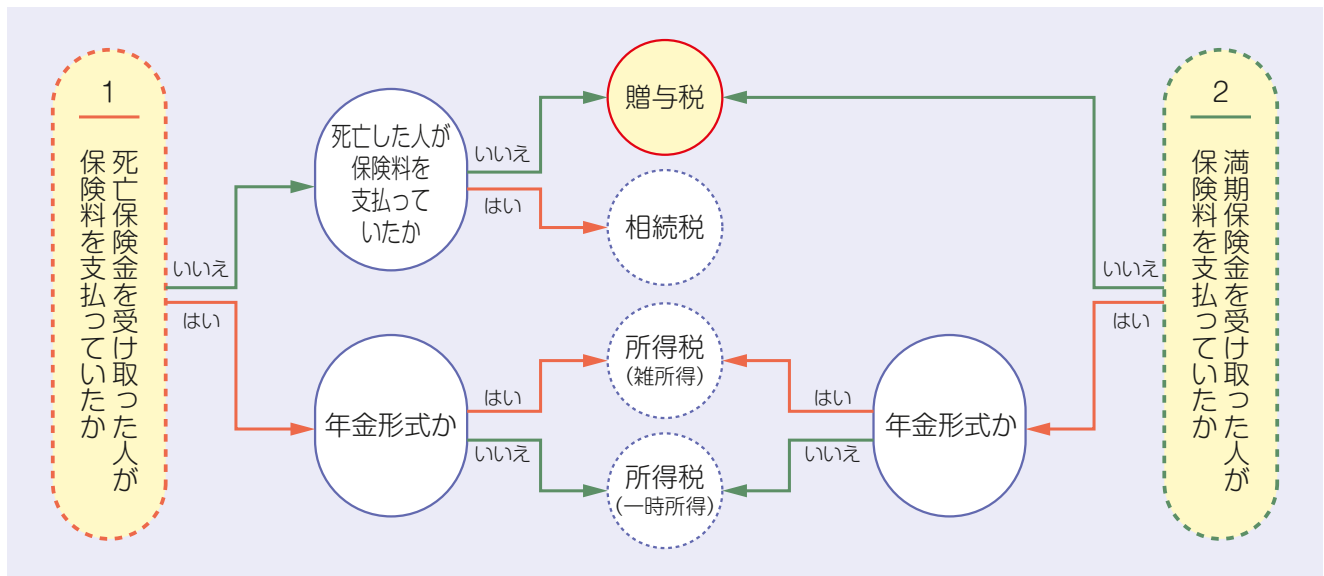 1
死亡保険金を受け取った人が
保険料を支払っていたか
いいえ
はい
死亡した人が
保険料を
支払って
いたか
いいえ
はい
年金形式か
はい
いいえ
贈与税
相続税
所得税
(雑所得)
所得税
(一時所得)
年金形式か
はい
いいえ
いいえ
はい
2
満期保険金を受け取った人が
保険料を支払っていたか